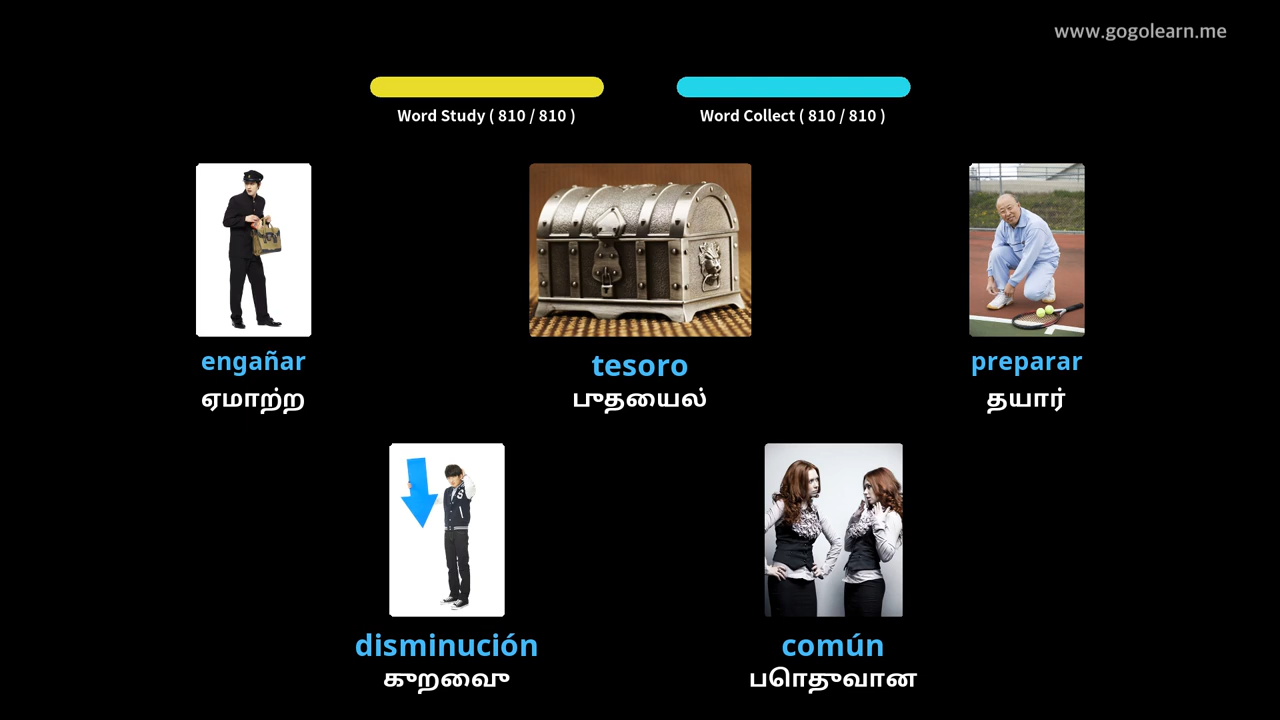 www.gogolearn.me
Word Study ( 810 / 810 )
Word Collect ( 810 / 810 )
engañar
ஏமாற்ற
tesoro
புதையல்
preparar
தயார்
disminución
குறைவு
común
பொதுவான